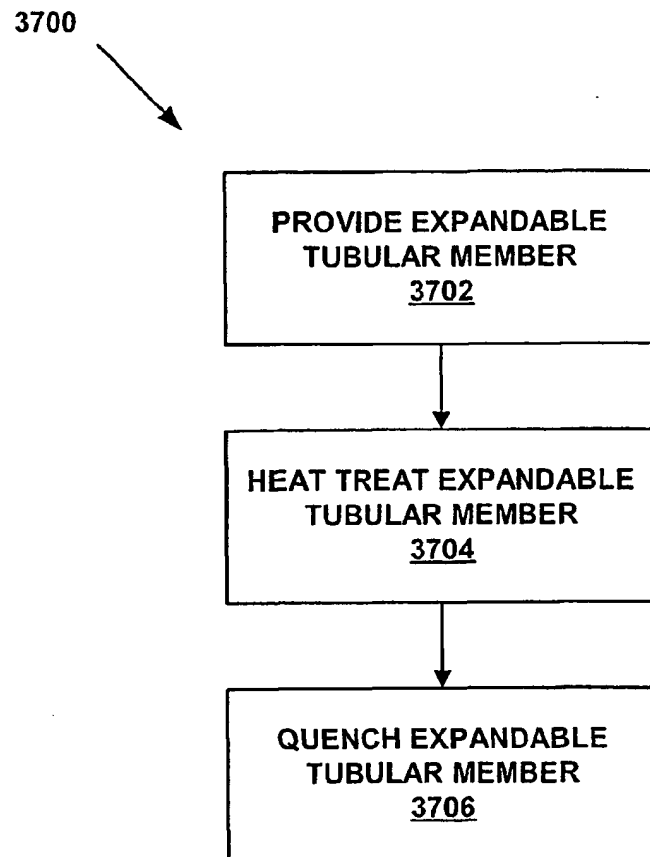 3700
PROVIDE EXPANDABLE
TUBULAR MEMBER
3702
HEAT TREAT EXPANDABLE
TUBULAR MEMBER
3704
QUENCH EXPANDABLE
TUBULAR MEMBER
3706